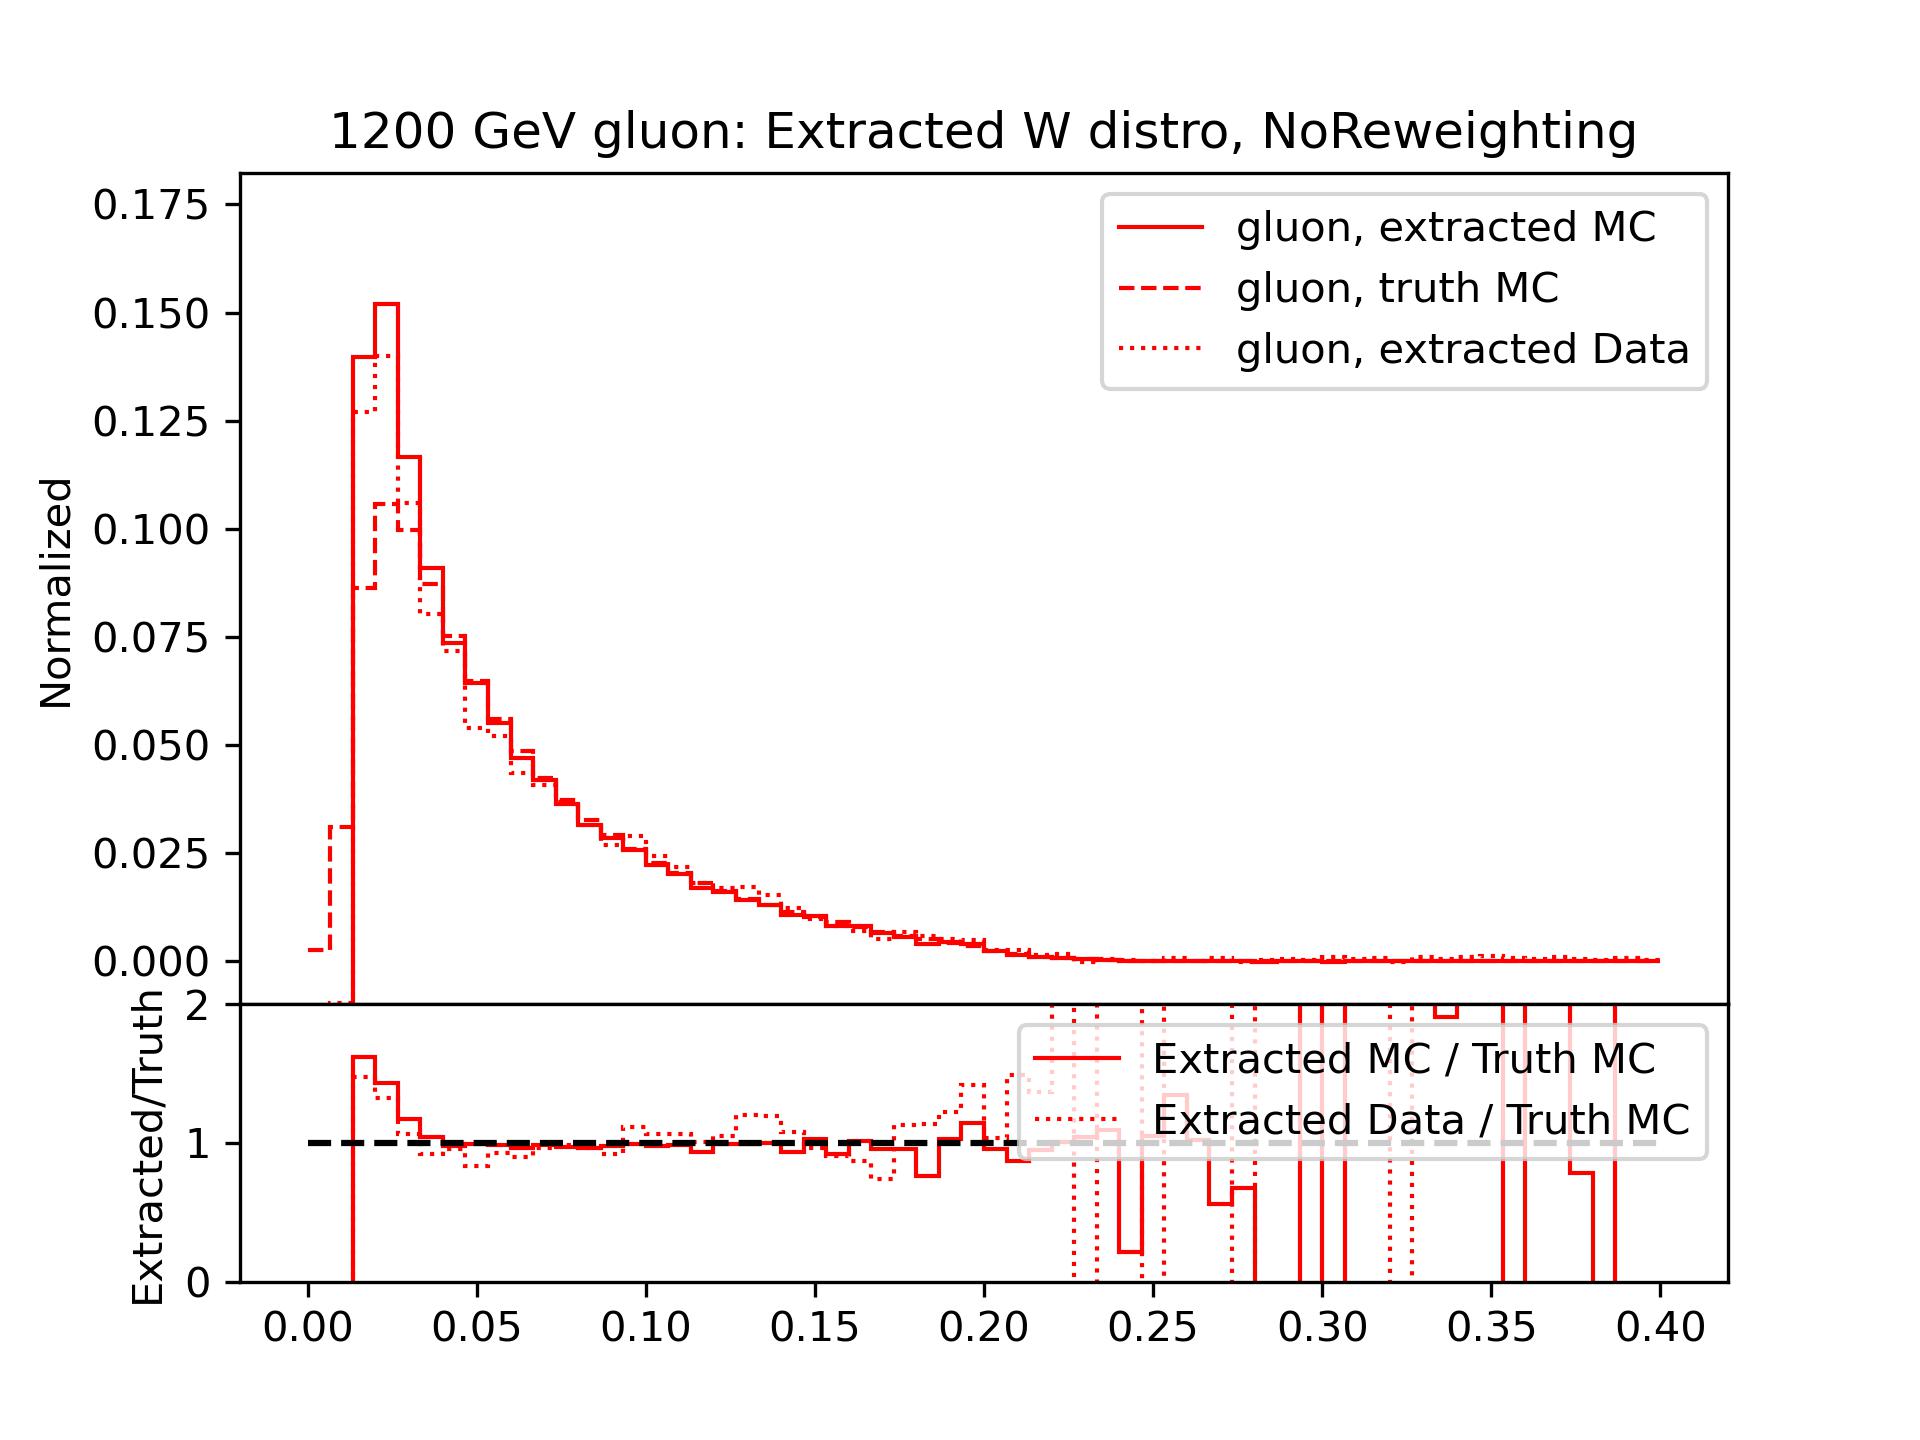 1200 GeV gluon: Extracted W distro, NoReweighting
Normalized
0.175
0.150
0.125
0.100
0.075
0.050
0.025
0.000
gluon, extracted MC
gluon, truth MC
gluon, extracted Data
Extracted/Truth
2
1
0
Extracted MC / Truth MC
Extracted Data / Truth MC
0.00 0.05 0.10 0.15 0.20 0.25 0.30 0.35 0.40